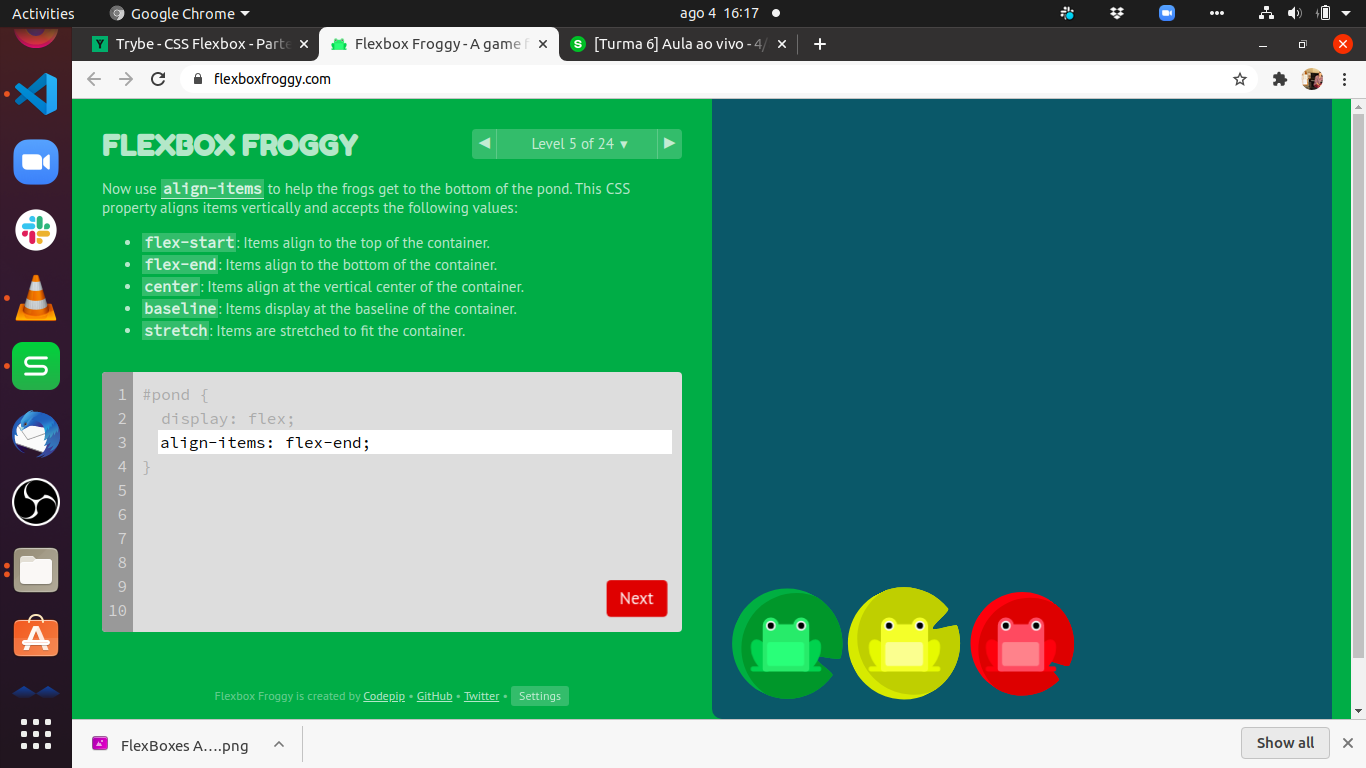 Activities
Google Chrome
ago 4 16:17
Trybe - CSS Flexbox - Parte
Flexbox Froggy - A game f
[Turma 6] Aula ao vivo - 4/
flexboxfroggy.com
FLEXBOX FROGGY
Level 5 of 24 ▼
Now use align-items to help the frogs get to the bottom of the pond. This CSS
property aligns items vertically and accepts the following values:
• flex-start: Items align to the top of the container.
• flex-end: Items align to the bottom of the container.
• center: Items align at the vertical center of the container.
• baseline: Items display at the baseline of the container.
• stretch: Items are stretched to fit the container.
1 #pond {
2 display: flex;
3 align-items: flex-end;
4 }
5
6
7
8
9
10
Next
Flexbox Froggy is created by Codepip • GitHub • Twitter • Settings
FlexBoxes A....png
Show all